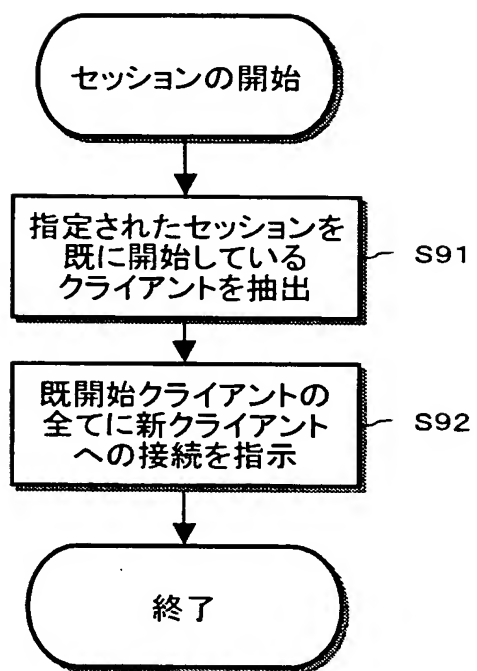 セッションの開始
指定されたセッションを
既に開始している
クライアントを抽出
S91
既開始クライアントの
全てに新クライアント
への接続を指示
S92
終了